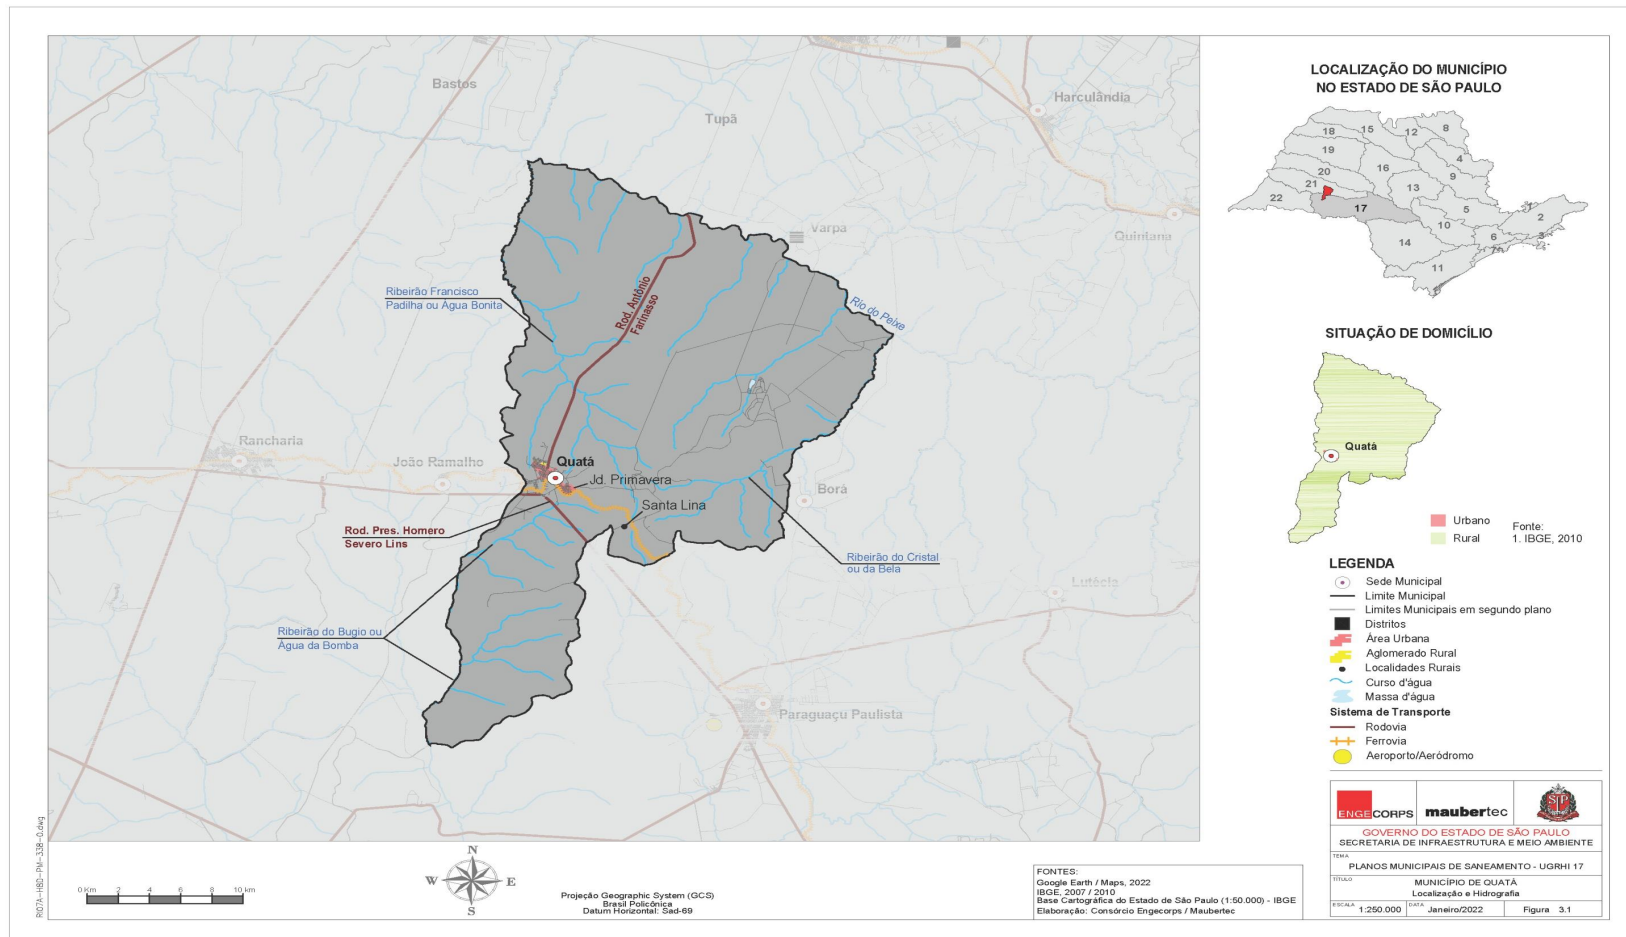 Bastos
Tupã
Harculândia
Varpa
Quintana
Ribeirão Francisco
Padilha ou Água Bonita
Rod. Antônio
Farinasso
Rio do Peixe
Rancharia
João Ramalho
Quatá
Jd. Primavera
Santa Lina
Borá
Rod. Pres. Homero
Severo Lins
Ribeirão do Cristal
ou da Bela
Lutécia
Ribeirão do Bugio ou
Água da Bomba
Paraguaçu Paulista
LOCALIZAÇÃO DO MUNICÍPIO
NO ESTADO DE SÃO PAULO
18
15
12
8
19
4
16
20
9
21
13
22
17
5
1
2
10
3
6
14
7
11
SITUAÇÃO DE DOMICÍLIO
Quatá
Urbano
Rural
Fonte:
1. IBGE, 2010
LEGENDA
Sede Municipal
Limite Municipal
Limites Municipais em segundo plano
Distritos
Área Urbana
Aglomerado Rural
Localidades Rurais
Curso d'água
Massa d'água
Sistema de Transporte
Rodovia
Ferrovia
Aeroporto/Aeródromo
ENGECORPS
maubertec
GOVERNO DO ESTADO DE SÃO PAULO
SECRETARIA DE INFRAESTRUTURA E MEIO AMBIENTE
TEMA
PLANOS MUNICIPAIS DE SANEAMENTO - UGRHI 17
TÍTULO
MUNICÍPIO DE QUATÁ
Localização e Hidrografia
ESCALA 1:250.000 DATA Janeiro/2022 Figura 3.1
0 Km 2 4 6 8 10 km
N
W E
S
Projeção Geographic System (GCS)
Brasil Policônica
Datum Horizontal: Sad-69
FONTES:
Google Earth / Maps, 2022
IBGE, 2007 / 2010
Base Cartográfica do Estado de São Paulo (1:50.000) - IBGE
Elaboração: Consórcio Engecorps / Maubertec